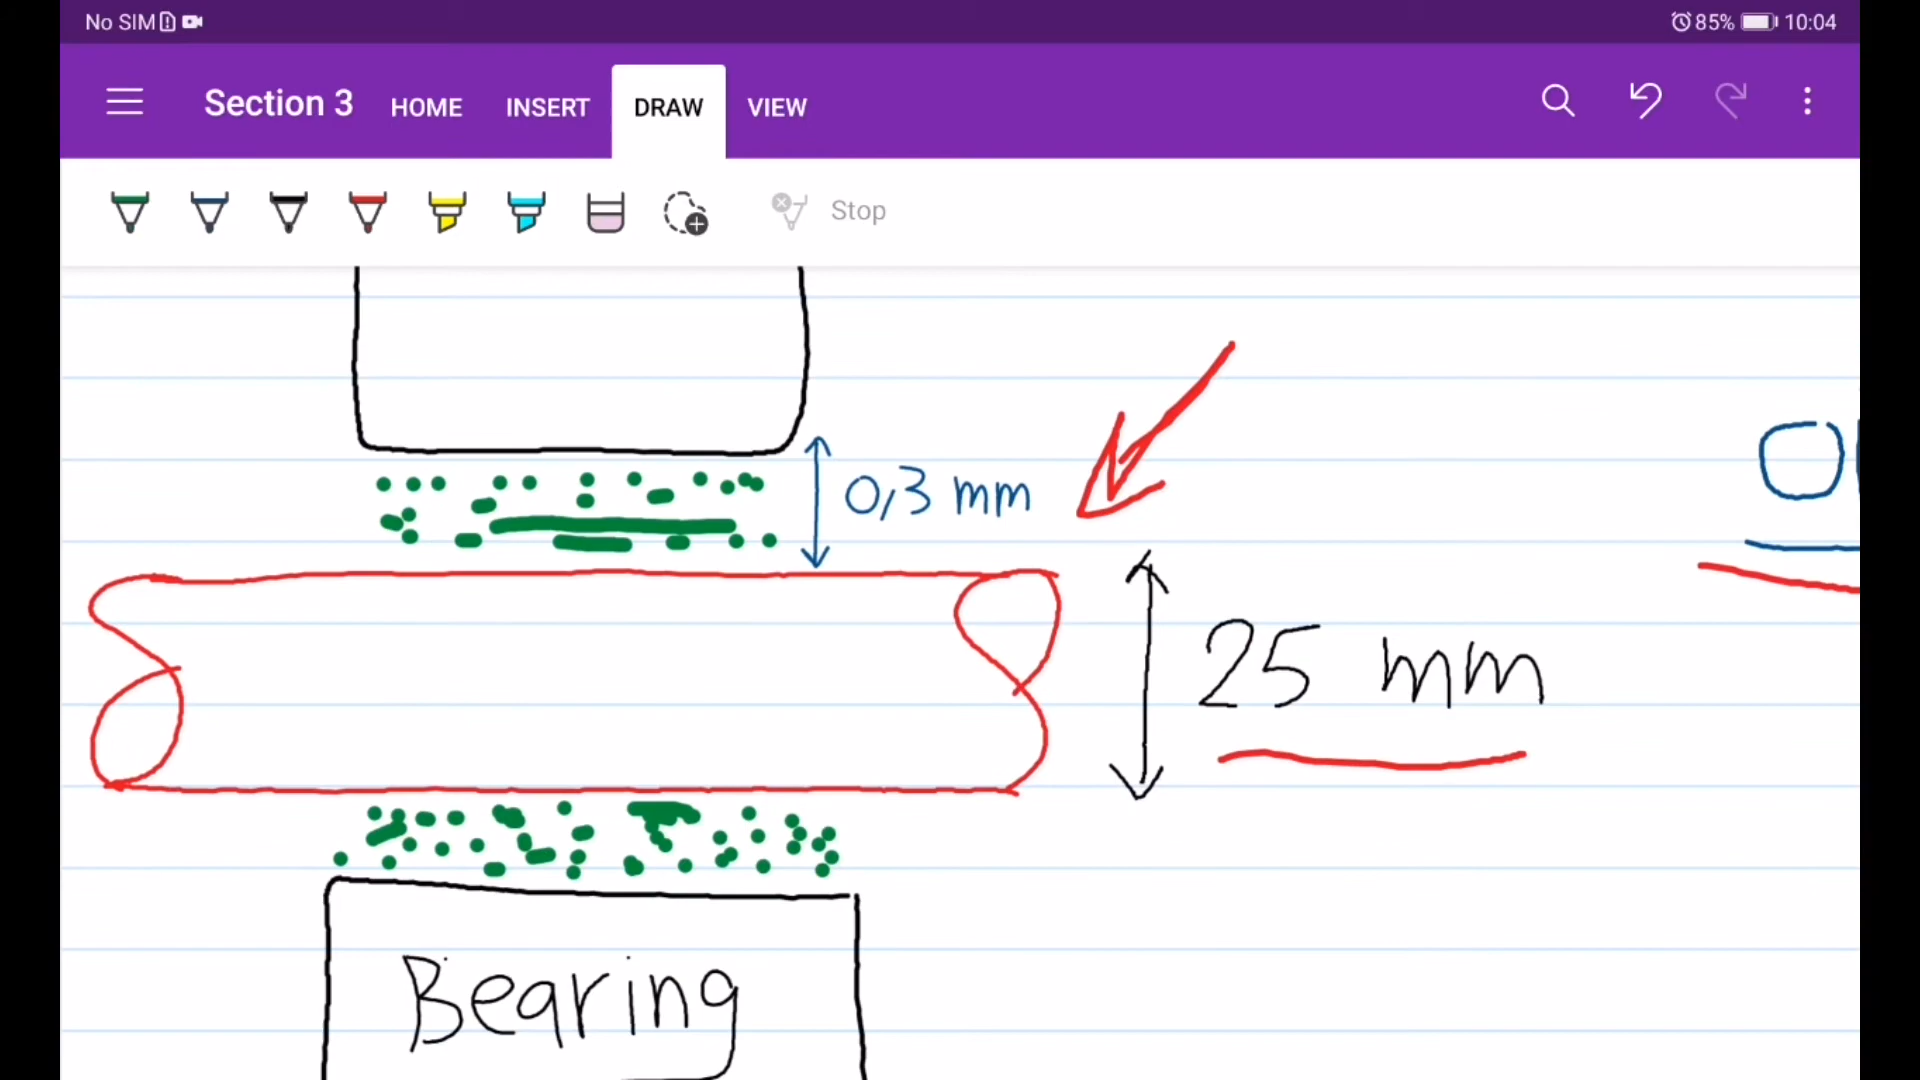 No SIM 85% 10:04
Section 3 HOME INSERT DRAW VIEW
Stop
0,3 mm
25 mm
Bearing